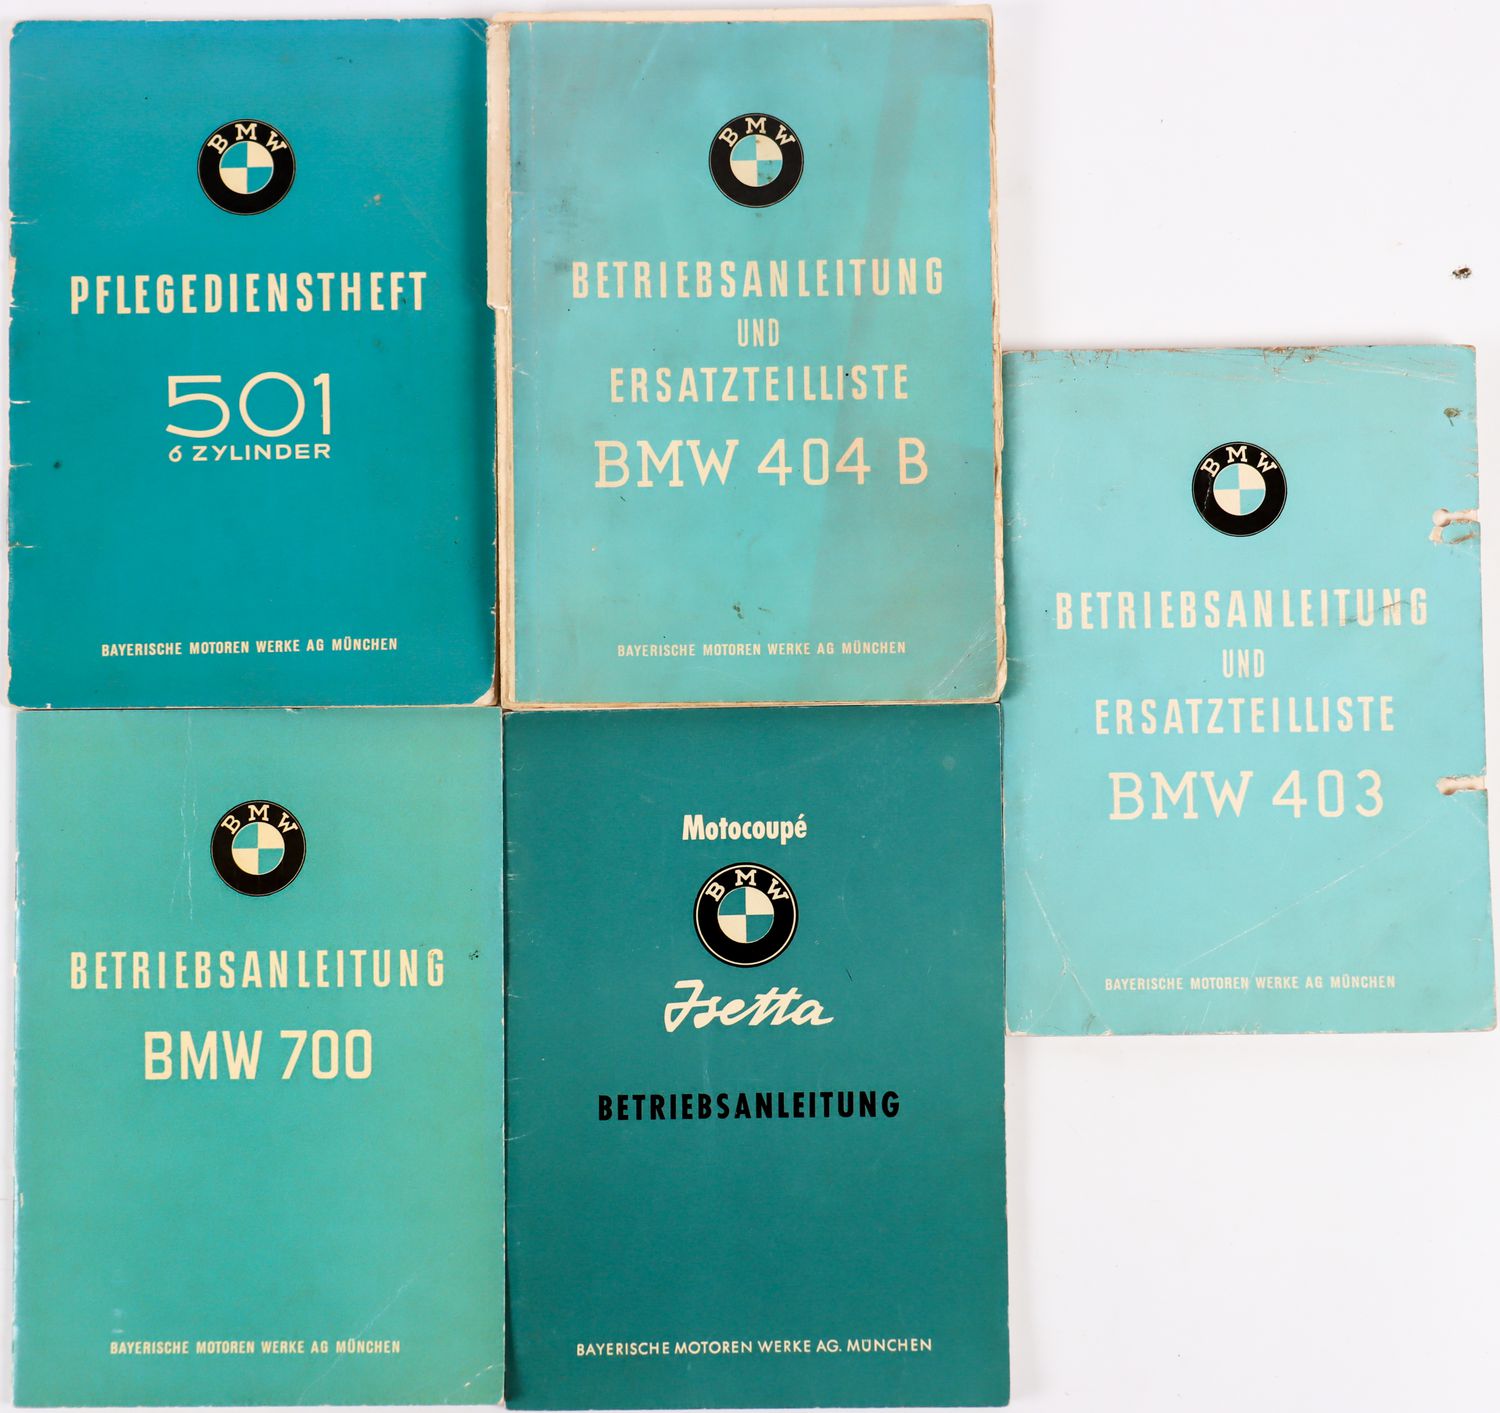 BMW
PFLEGEDIENSTHEFT
501
6 ZYLINDER
BAYERISCHE MOTOREN WERKE AG MÜNCHEN
BMW
BETRIEBSANLEITUNG
UND
ERSATZTEILLISTE
BMW 404 B
BAYERISCHE MOTOREN WERKE AG MÜNCHEN
BMW
BETRIEBSANLEITUNG
UND
ERSATZTEILLISTE
BMW 403
BAYERISCHE MOTOREN WERKE AG MÜNCHEN
BMW
BETRIEBSANLEITUNG
BMW 700
BAYERISCHE MOTOREN WERKE AG MÜNCHEN
Motocoupé
BMW
Isetta
BETRIEBSANLEITUNG
BAYERISCHE MOTOREN WERKE AG. MÜNCHEN